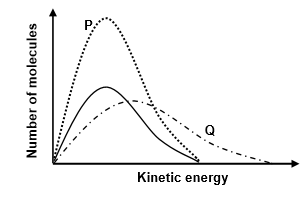 P
Number of molecules
Q
Kinetic energy